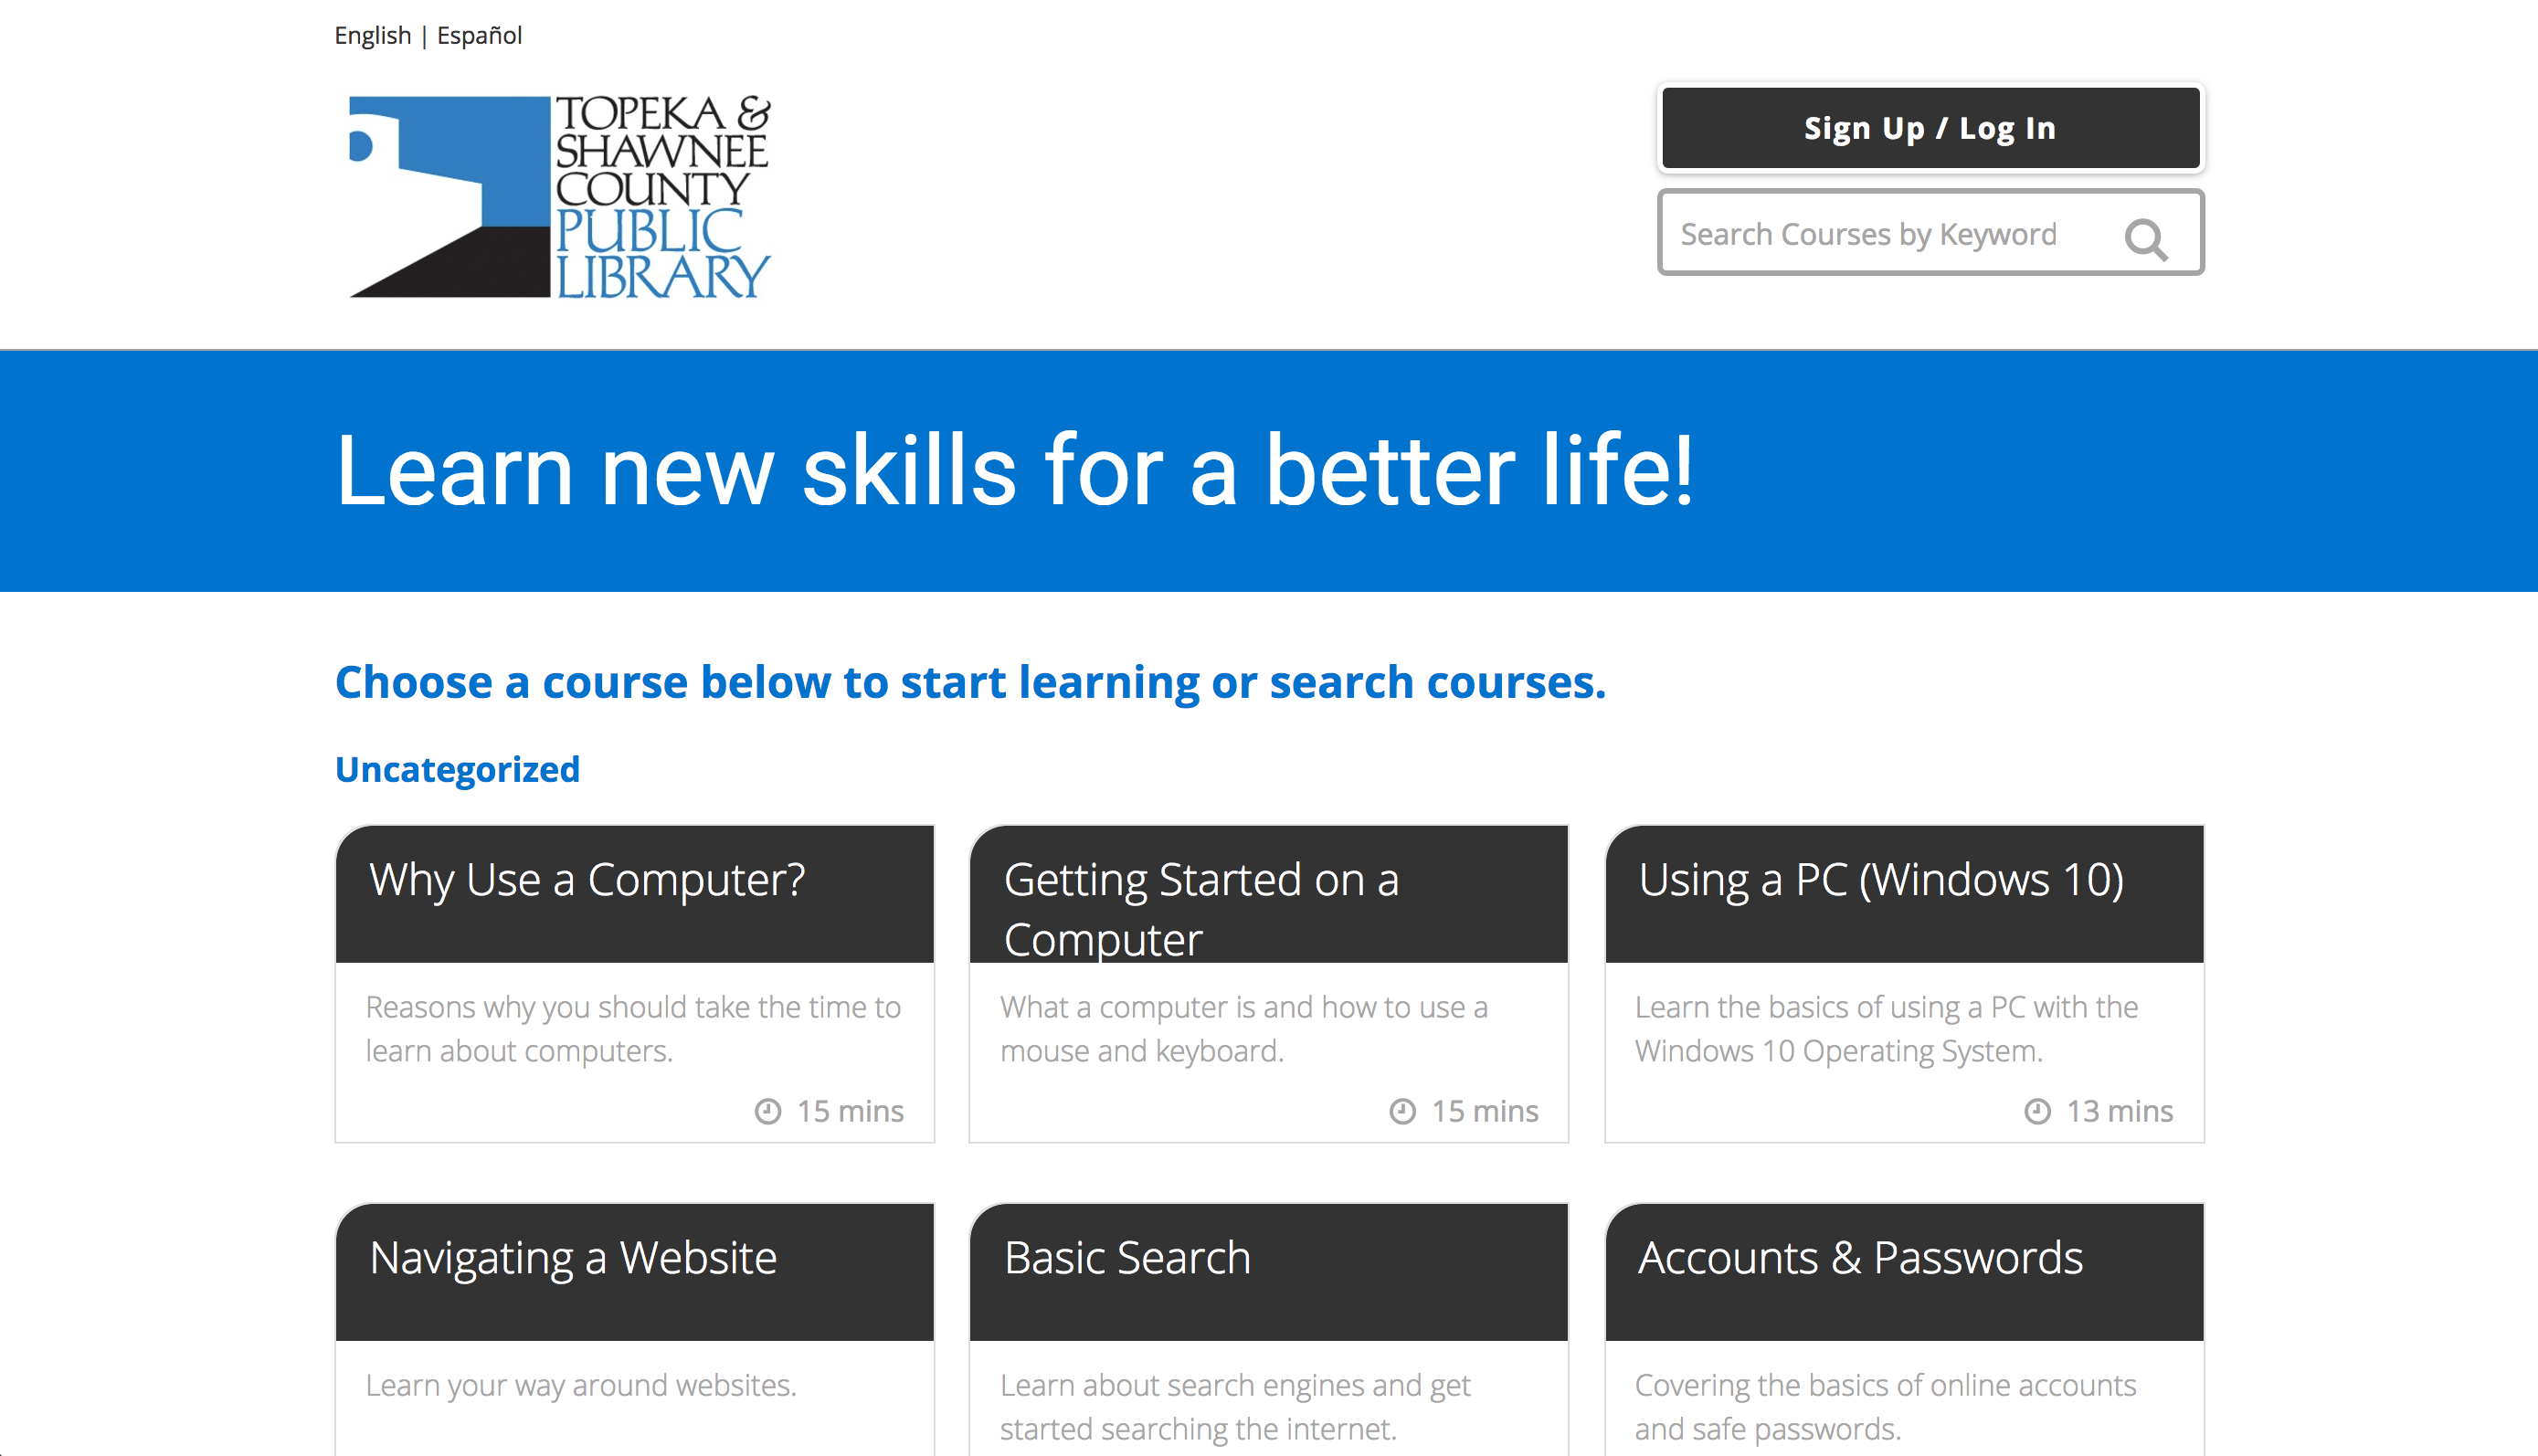 English | Español
TOPEKA &
SHAWNEE
COUNTY
PUBLIC
LIBRARY
Sign Up / Log In
Search Courses by Keyword
Learn new skills for a better life!
Choose a course below to start learning or search courses.
Uncategorized
Why Use a Computer?
Reasons why you should take the time to
learn about computers.
15 mins
Getting Started on a
Computer
What a computer is and how to use a
mouse and keyboard.
15 mins
Using a PC (Windows 10)
Learn the basics of using a PC with the
Windows 10 Operating System.
13 mins
Navigating a Website
Learn your way around websites.
Basic Search
Learn about search engines and get
started searching the internet.
Accounts & Passwords
Covering the basics of online accounts
and safe passwords.